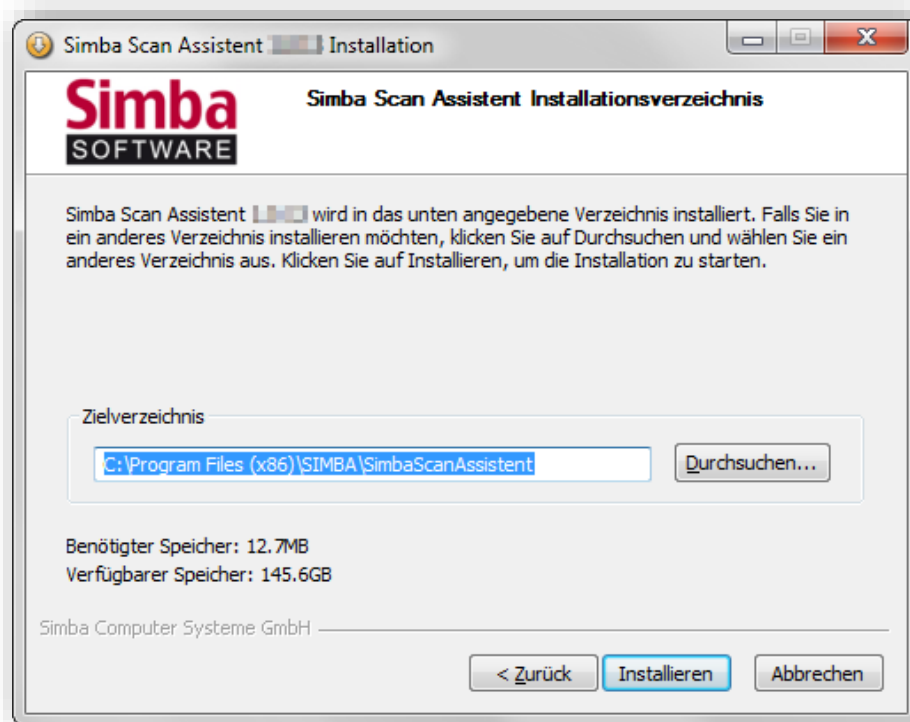 Simba Scan Assistent Installation
Simba
SOFTWARE
Simba Scan Assistent Installationsverzeichnis
Simba Scan Assistent wird in das unten angegebene Verzeichnis installiert. Falls Sie in
ein anderes Verzeichnis installieren möchten, klicken Sie auf Durchsuchen und wählen Sie ein
anderes Verzeichnis aus. Klicken Sie auf Installieren, um die Installation zu starten.
Zielverzeichnis
C:\Program Files (x86)\SIMBA\SimbaScanAssistent
Durchsuchen...
Benötigter Speicher: 12.7MB
Verfügbarer Speicher: 145.6GB
Simba Computer Systeme GmbH
< Zurück
Installieren
Abbrechen